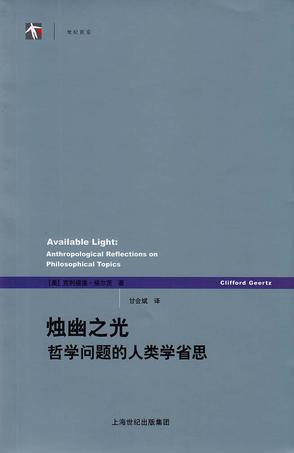 世纪前沿
Available Light:
Anthropological Reflections on
Philosophical Topics
[美] 克利福德·格尔茨 著
Clifford Geertz
甘会斌 译
烛幽之光
哲学问题的人类学省思
上海世纪出版集团